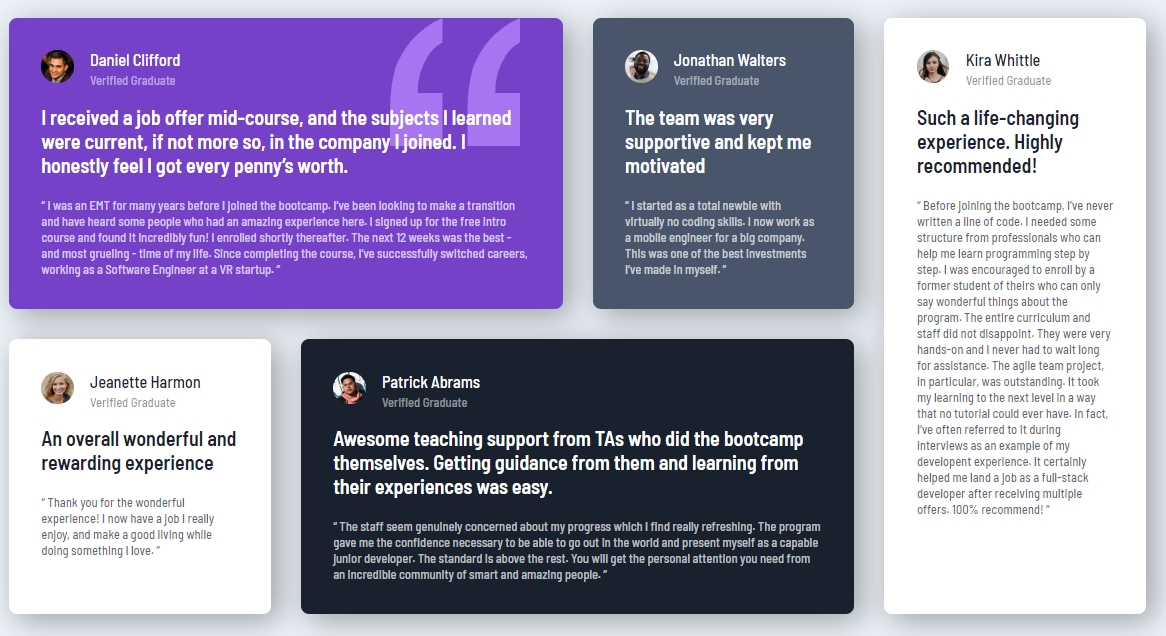 Daniel Clifford
Verified Graduate
I received a job offer mid-course, and the subjects I learned
were current, if not more so, in the company I joined. I
honestly feel I got every penny’s worth.
“ I was an EMT for many years before I joined the bootcamp. I’ve been looking to make a transition
and have heard some people who had an amazing experience here. I signed up for the free intro
course and found it incredibly fun! I enrolled shortly thereafter. The next 12 weeks was the best -
and most grueling - time of my life. Since completing the course, I’ve successfully switched careers,
working as a Software Engineer at a VR startup. ”
Jonathan Walters
Verified Graduate
The team was very
supportive and kept me
motivated
“ I started as a total newbie with
virtually no coding skills. I now work as
a mobile engineer for a big company.
This was one of the best investments
I’ve made in myself. ”
Kira Whittle
Verified Graduate
Such a life-changing
experience. Highly
recommended!
“ Before joining the bootcamp, I’ve never
written a line of code. I needed some
structure from professionals who can
help me learn programming step by
step. I was encouraged to enroll by a
former student of theirs who can only
say wonderful things about the
program. The entire curriculum and
staff did not disappoint. They were very
hands-on and I never had to wait long
for assistance. The agile team project,
in particular, was outstanding. It took
my learning to the next level in a way
that no tutorial could ever have. In fact,
I’ve often referred to it during
interviews as an example of my
developent experience. It certainly
helped me land a job as a full-stack
developer after receiving multiple
offers. 100% recommend! ”
Jeanette Harmon
Verified Graduate
An overall wonderful and
rewarding experience
“ Thank you for the wonderful
experience! I now have a job I really
enjoy, and make a good living while
doing something I love. ”
Patrick Abrams
Verified Graduate
Awesome teaching support from TAs who did the bootcamp
themselves. Getting guidance from them and learning from
their experiences was easy.
“ The staff seem genuinely concerned about my progress which I find really refreshing. The program
gave me the confidence necessary to be able to go out in the world and present myself as a capable
junior developer. The standard is above the rest. You will get the personal attention you need from
an incredible community of smart and amazing people. ”